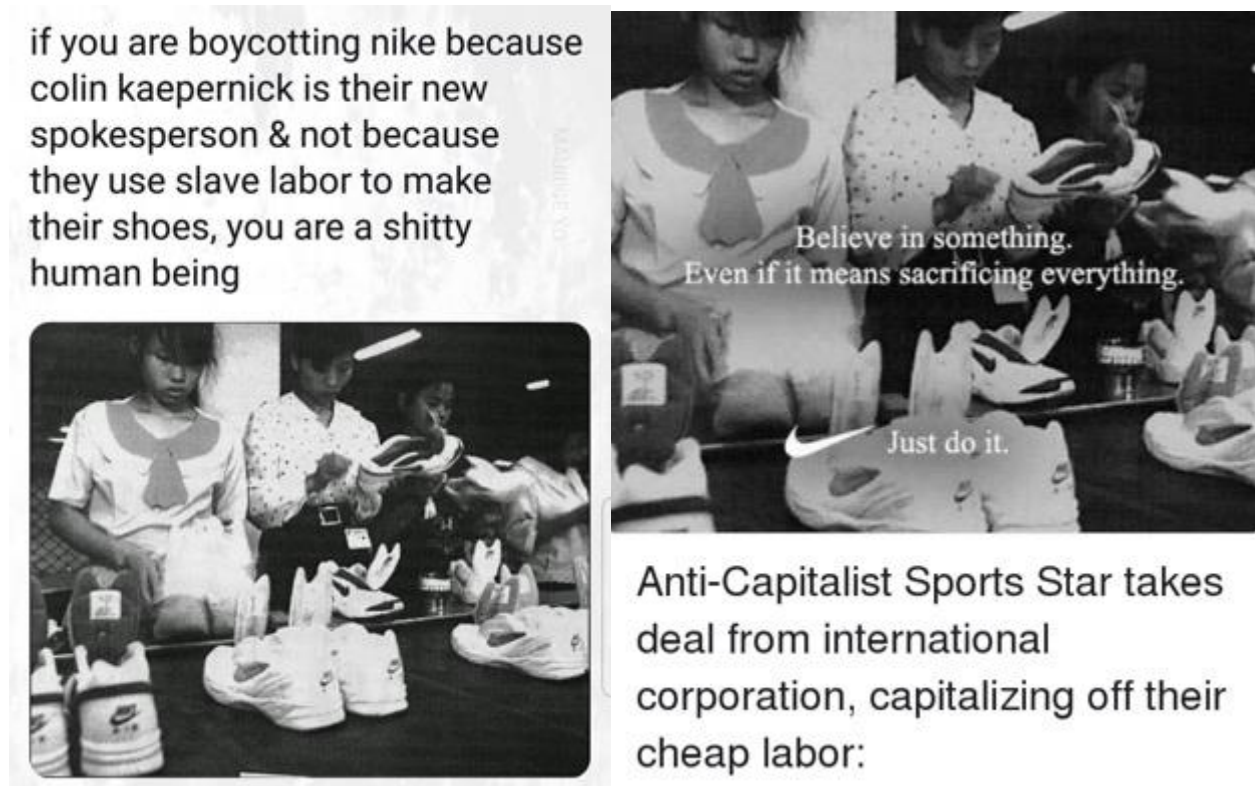 if you are boycotting nike because
colin kaepernick is their new
spokesperson & not because
they use slave labor to make
their shoes, you are a shitty
human being
Believe in something.
Even if it means sacrificing everything.
Just do it.
Anti-Capitalist Sports Star takes
deal from international
corporation, capitalizing off their
cheap labor: